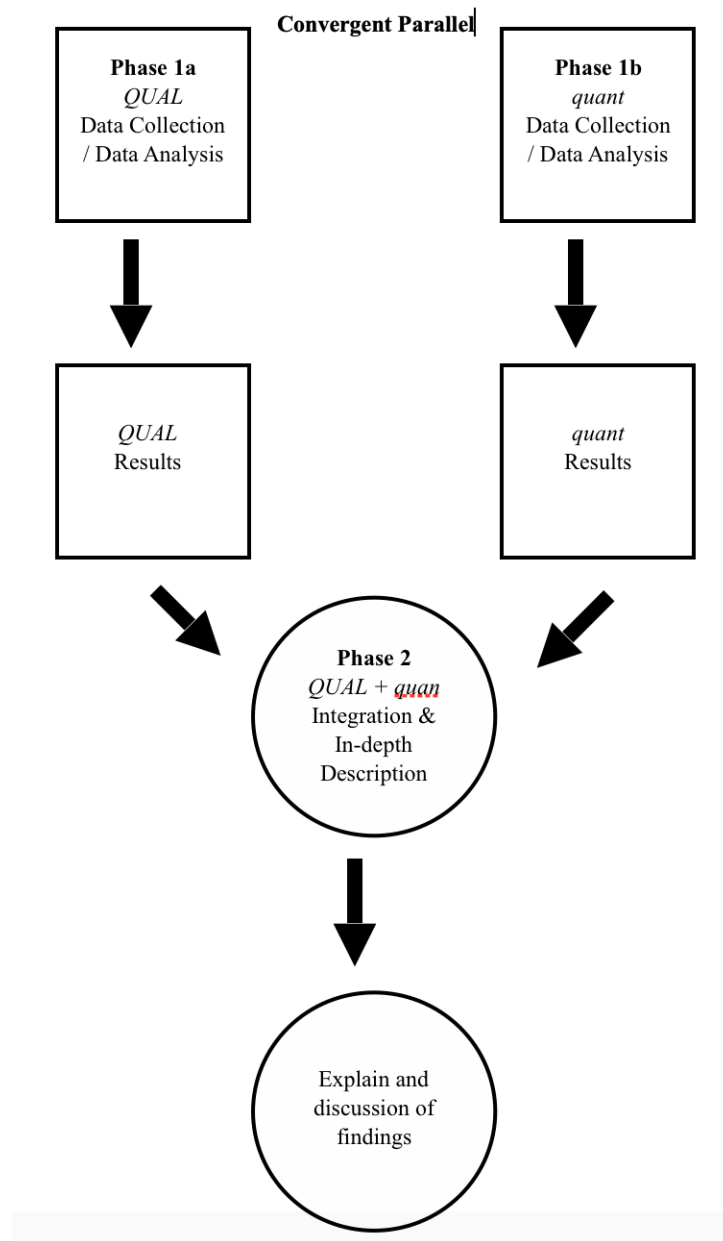 Convergent Parallel
Phase 1a
QUAL
Data Collection
/ Data Analysis
Phase 1b
quant
Data Collection
/ Data Analysis
QUAL
Results
quant
Results
Phase 2
QUAL + quan
Integration &
In-depth
Description
Explain and
discussion of
findings